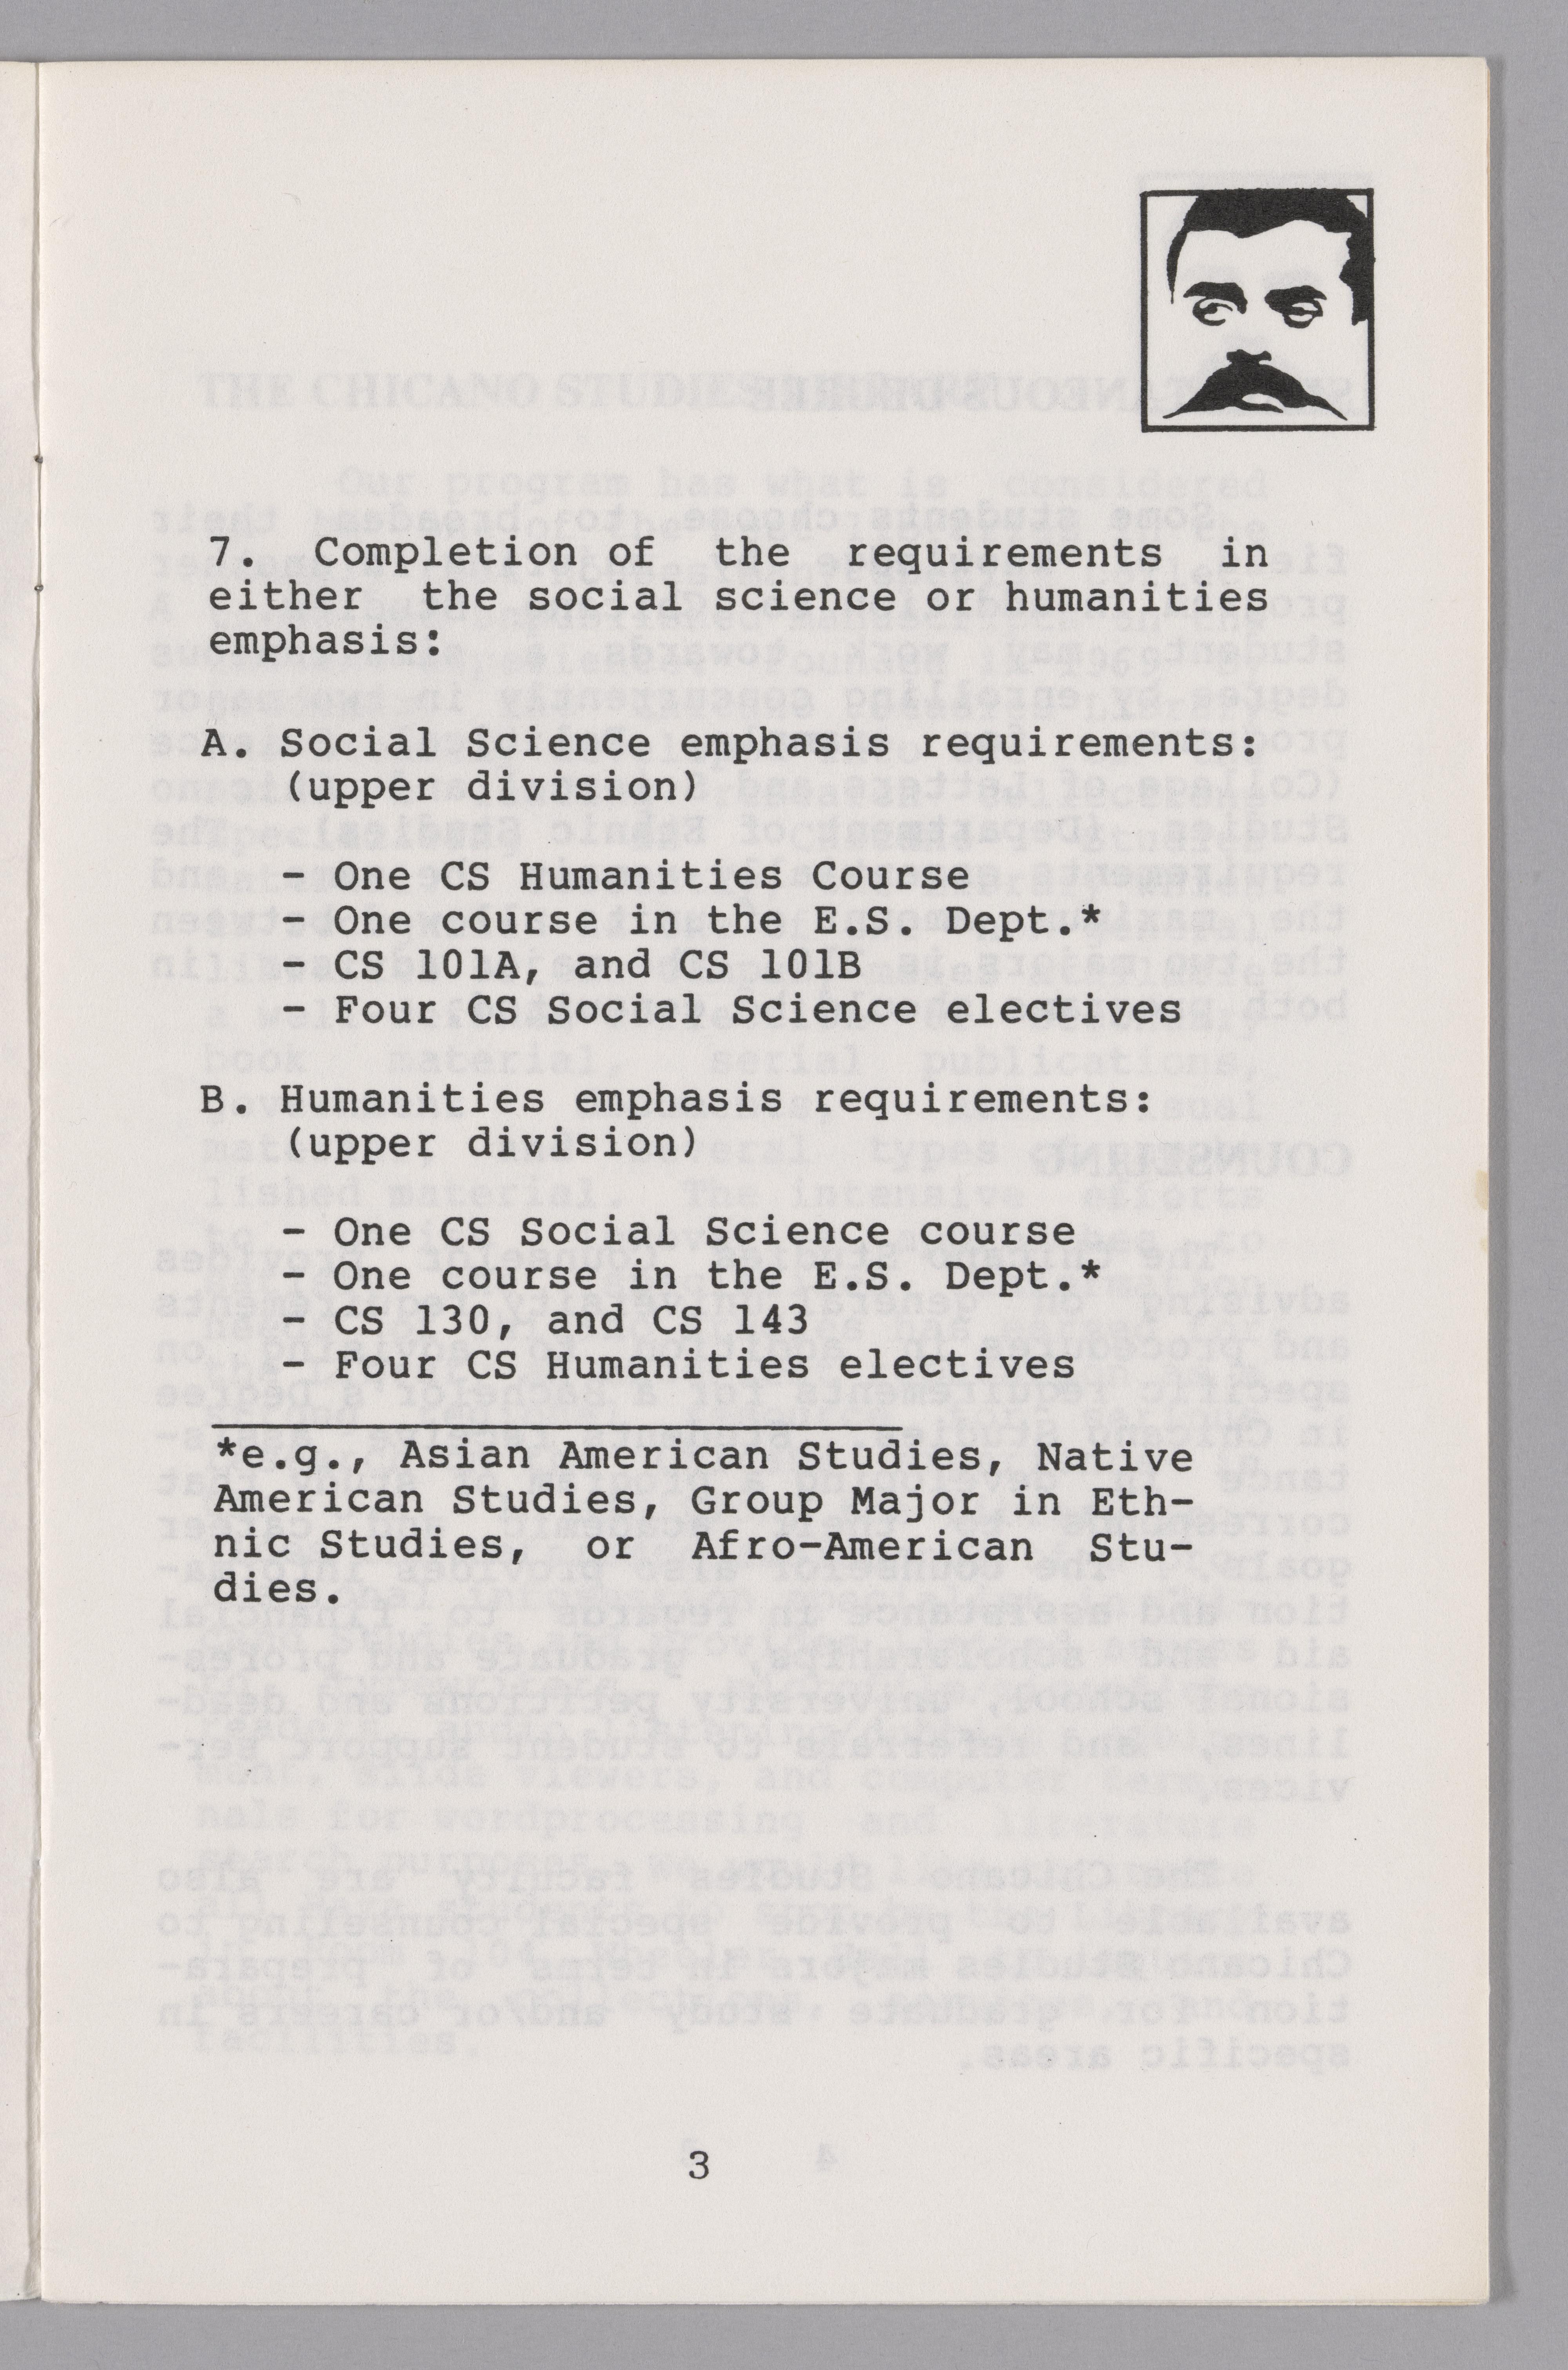 7. Completion of the requirements in
either the social science or humanities
emphasis:
A. Social Science emphasis requirements:
(upper division)
- One CS Humanities Course
- One course in the E.S. Dept.*
- CS 101A, and CS 101B
- Four CS Social Science electives
B. Humanities emphasis requirements:
(upper division)
- One CS Social Science course
- One course in the E.S. Dept.*
- CS 130, and CS 143
- Four CS Humanities electives
*e.g., Asian American Studies, Native
American Studies, Group Major in Eth-
nic Studies, or Afro-American Stu-
dies.
3